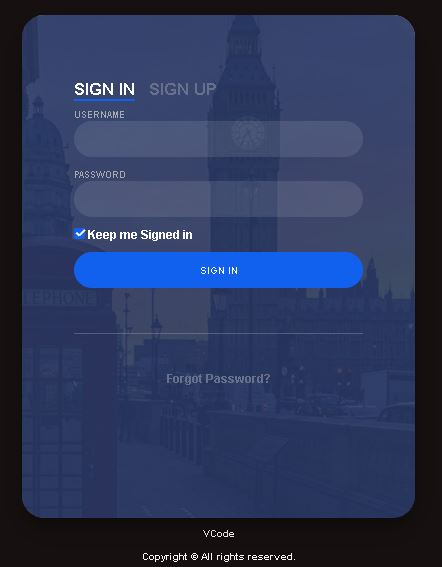 SIGN IN SIGN UP
USERNAME
PASSWORD
Keep me Signed in
SIGN IN
TELEPHONE
Forgot Password?
VCode
Copyright © All rights reserved.